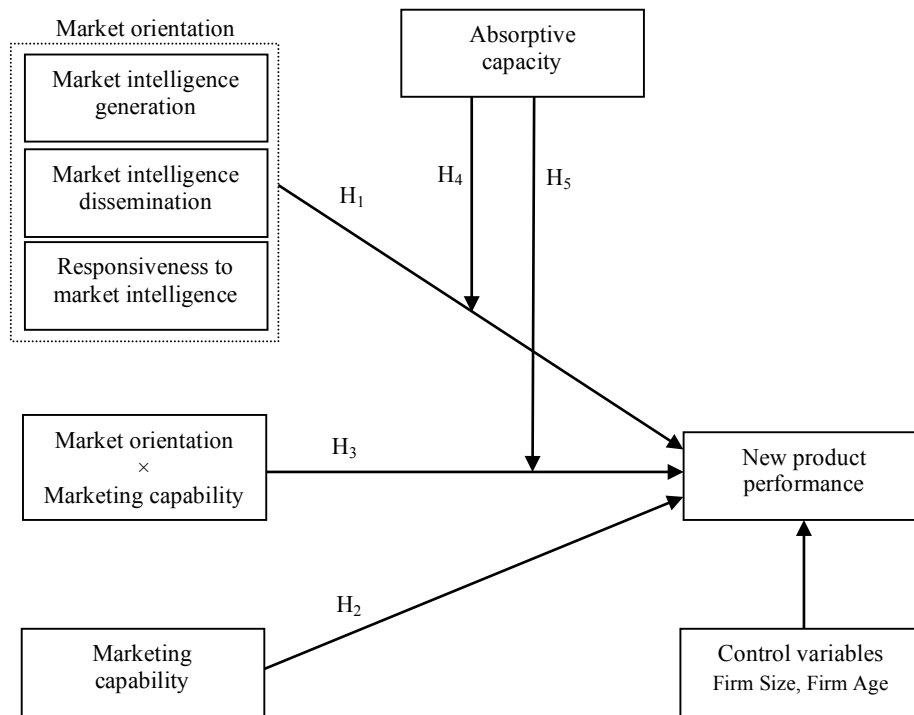 Market orientation
Market intelligence
generation
Market intelligence
dissemination
Responsiveness to
market intelligence
Absorptive
capacity
H₄
H₅
H₁
Market orientation
×
Marketing capability
H₃
New product
performance
H₂
Marketing
capability
Control variables
Firm Size, Firm Age